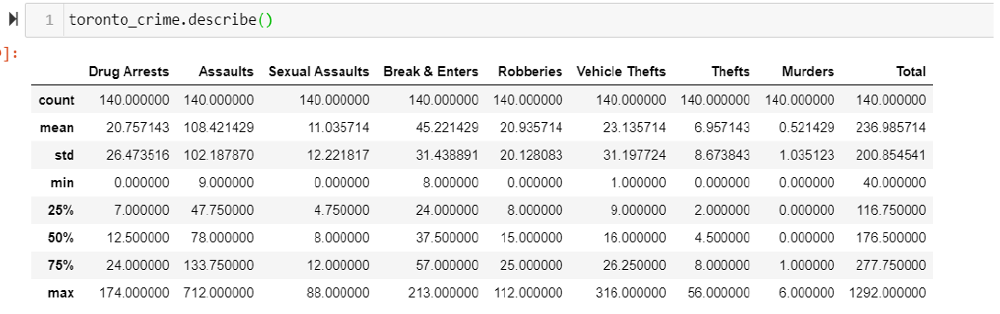 1 toronto_crime.describe()
]:
Drug Arrests Assaults Sexual Assaults Break & Enters Robberies Vehicle Thefts Thefts Murders Total
count 140.000000 140.000000 140.000000 140.000000 140.000000 140.000000 140.000000 140.000000 140.000000
mean 20.757143 108.421429 11.035714 45.221429 20.935714 23.135714 6.957143 0.521429 236.985714
std 26.473516 102.187870 12.221817 31.438891 20.128083 31.197724 8.673843 1.035123 200.854541
min 0.000000 9.000000 0.000000 8.000000 0.000000 1.000000 0.000000 0.000000 40.000000
25% 7.000000 47.750000 4.750000 24.000000 8.000000 9.000000 2.000000 0.000000 116.750000
50% 12.500000 78.000000 8.000000 37.500000 15.000000 16.000000 4.500000 0.000000 176.500000
75% 24.000000 133.750000 12.000000 57.000000 25.000000 26.250000 8.000000 1.000000 277.750000
max 174.000000 712.000000 88.000000 213.000000 112.000000 316.000000 56.000000 6.000000 1292.000000